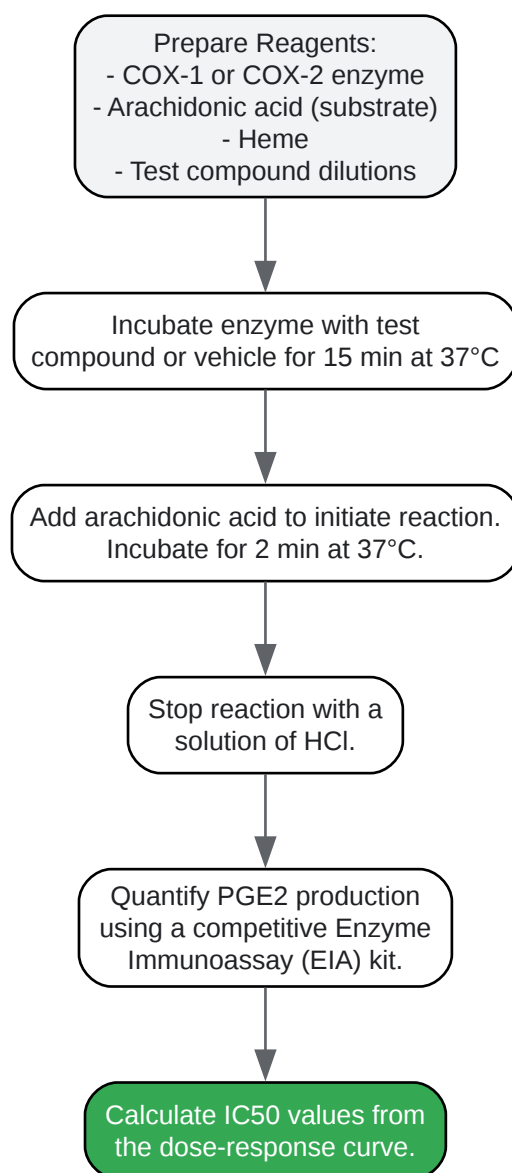 Prepare Reagents:
- COX-1 or COX-2 enzyme
- Arachidonic acid (substrate)
- Heme
- Test compound dilutions
Incubate enzyme with test
compound or vehicle for 15 min at 37°C
Add arachidonic acid to initiate reaction.
Incubate for 2 min at 37°C.
Stop reaction with a
solution of HCl.
Quantify PGE2 production
using a competitive Enzyme
Immunoassay (EIA) kit.
Calculate IC50 values from
the dose-response curve.